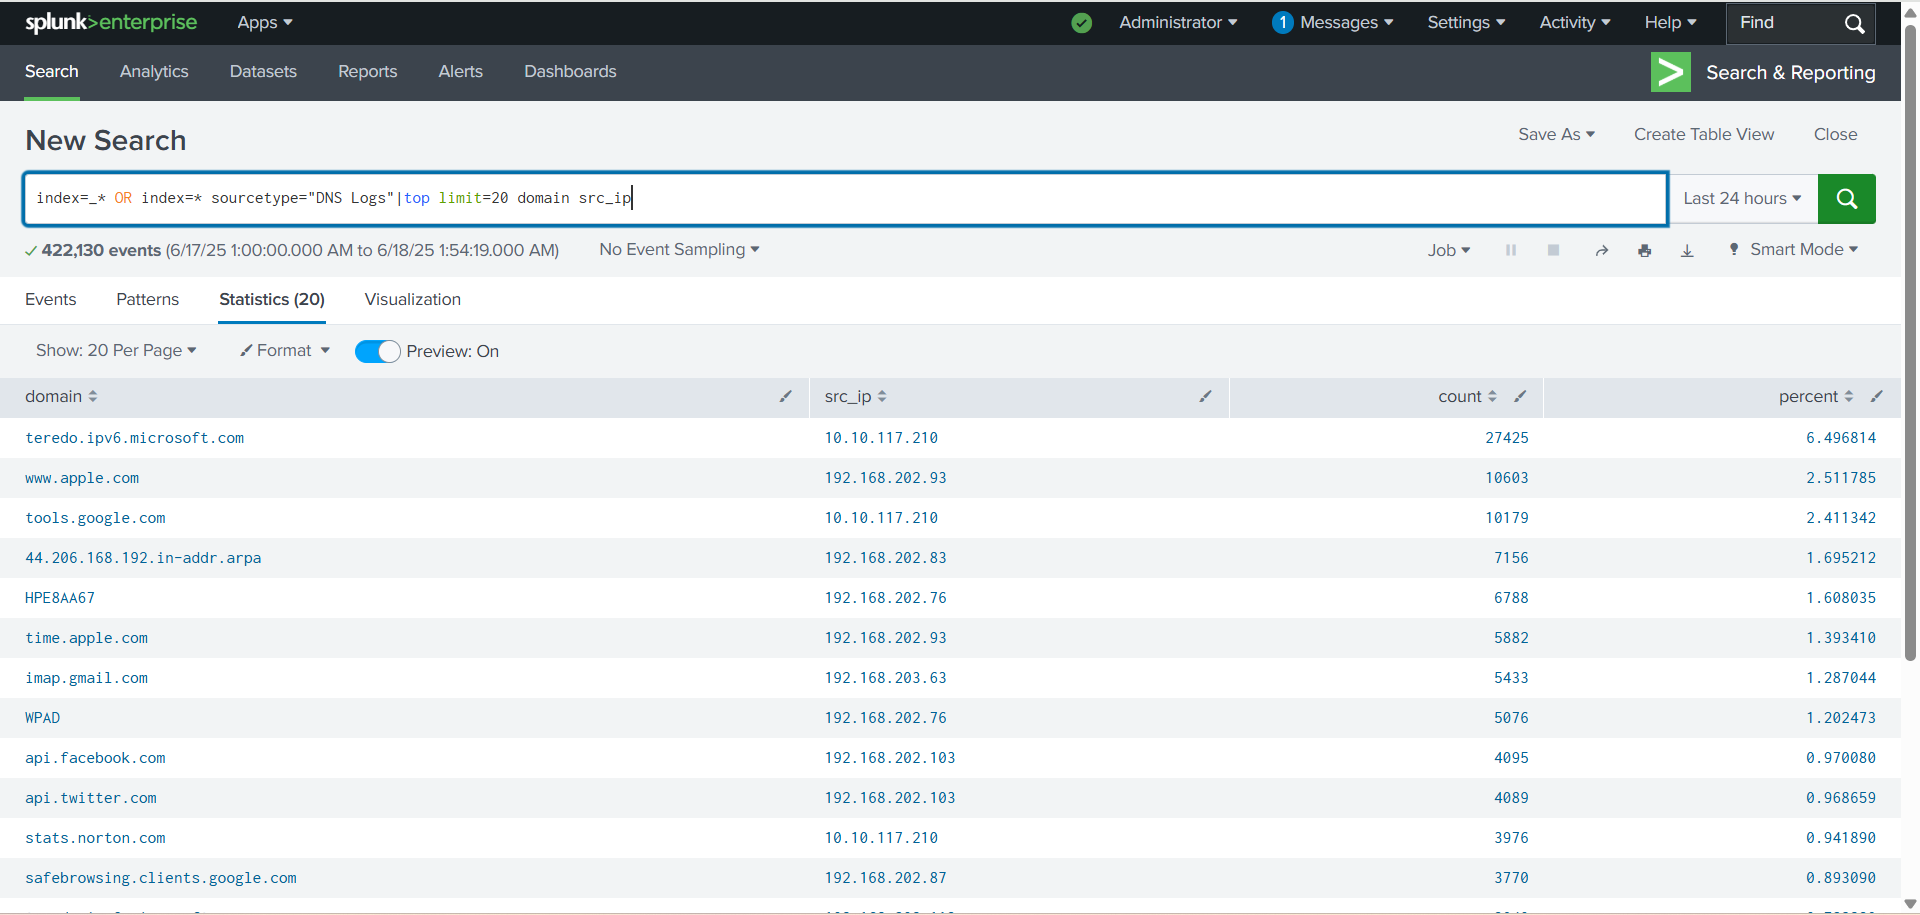 splunk>enterprise Apps Administrator 1 Messages Settings Activity Help Find
Search Analytics Datasets Reports Alerts Dashboards > Search & Reporting
New Search Save As Create Table View Close
index=_* OR index=* sourcetype="DNS Logs"|top limit=20 domain src_ip Last 24 hours
422,130 events (6/17/25 1:00:00.000 AM to 6/18/25 1:54:19.000 AM) No Event Sampling Job Smart Mode
Events Patterns Statistics (20) Visualization
Show: 20 Per Page Format Preview: On
domain src_ip count percent
teredo.ipv6.microsoft.com 10.10.117.210 27425 6.496814
www.apple.com 192.168.202.93 10603 2.511785
tools.google.com 10.10.117.210 10179 2.411342
44.206.168.192.in-addr.arpa 192.168.202.83 7156 1.695212
HPE8AA67 192.168.202.76 6788 1.608035
time.apple.com 192.168.202.93 5882 1.393410
imap.gmail.com 192.168.203.63 5433 1.287044
WPAD 192.168.202.76 5076 1.202473
api.facebook.com 192.168.202.103 4095 0.970080
api.twitter.com 192.168.202.103 4089 0.968659
stats.norton.com 10.10.117.210 3976 0.941890
safebrowsing.clients.google.com 192.168.202.87 3770 0.893090